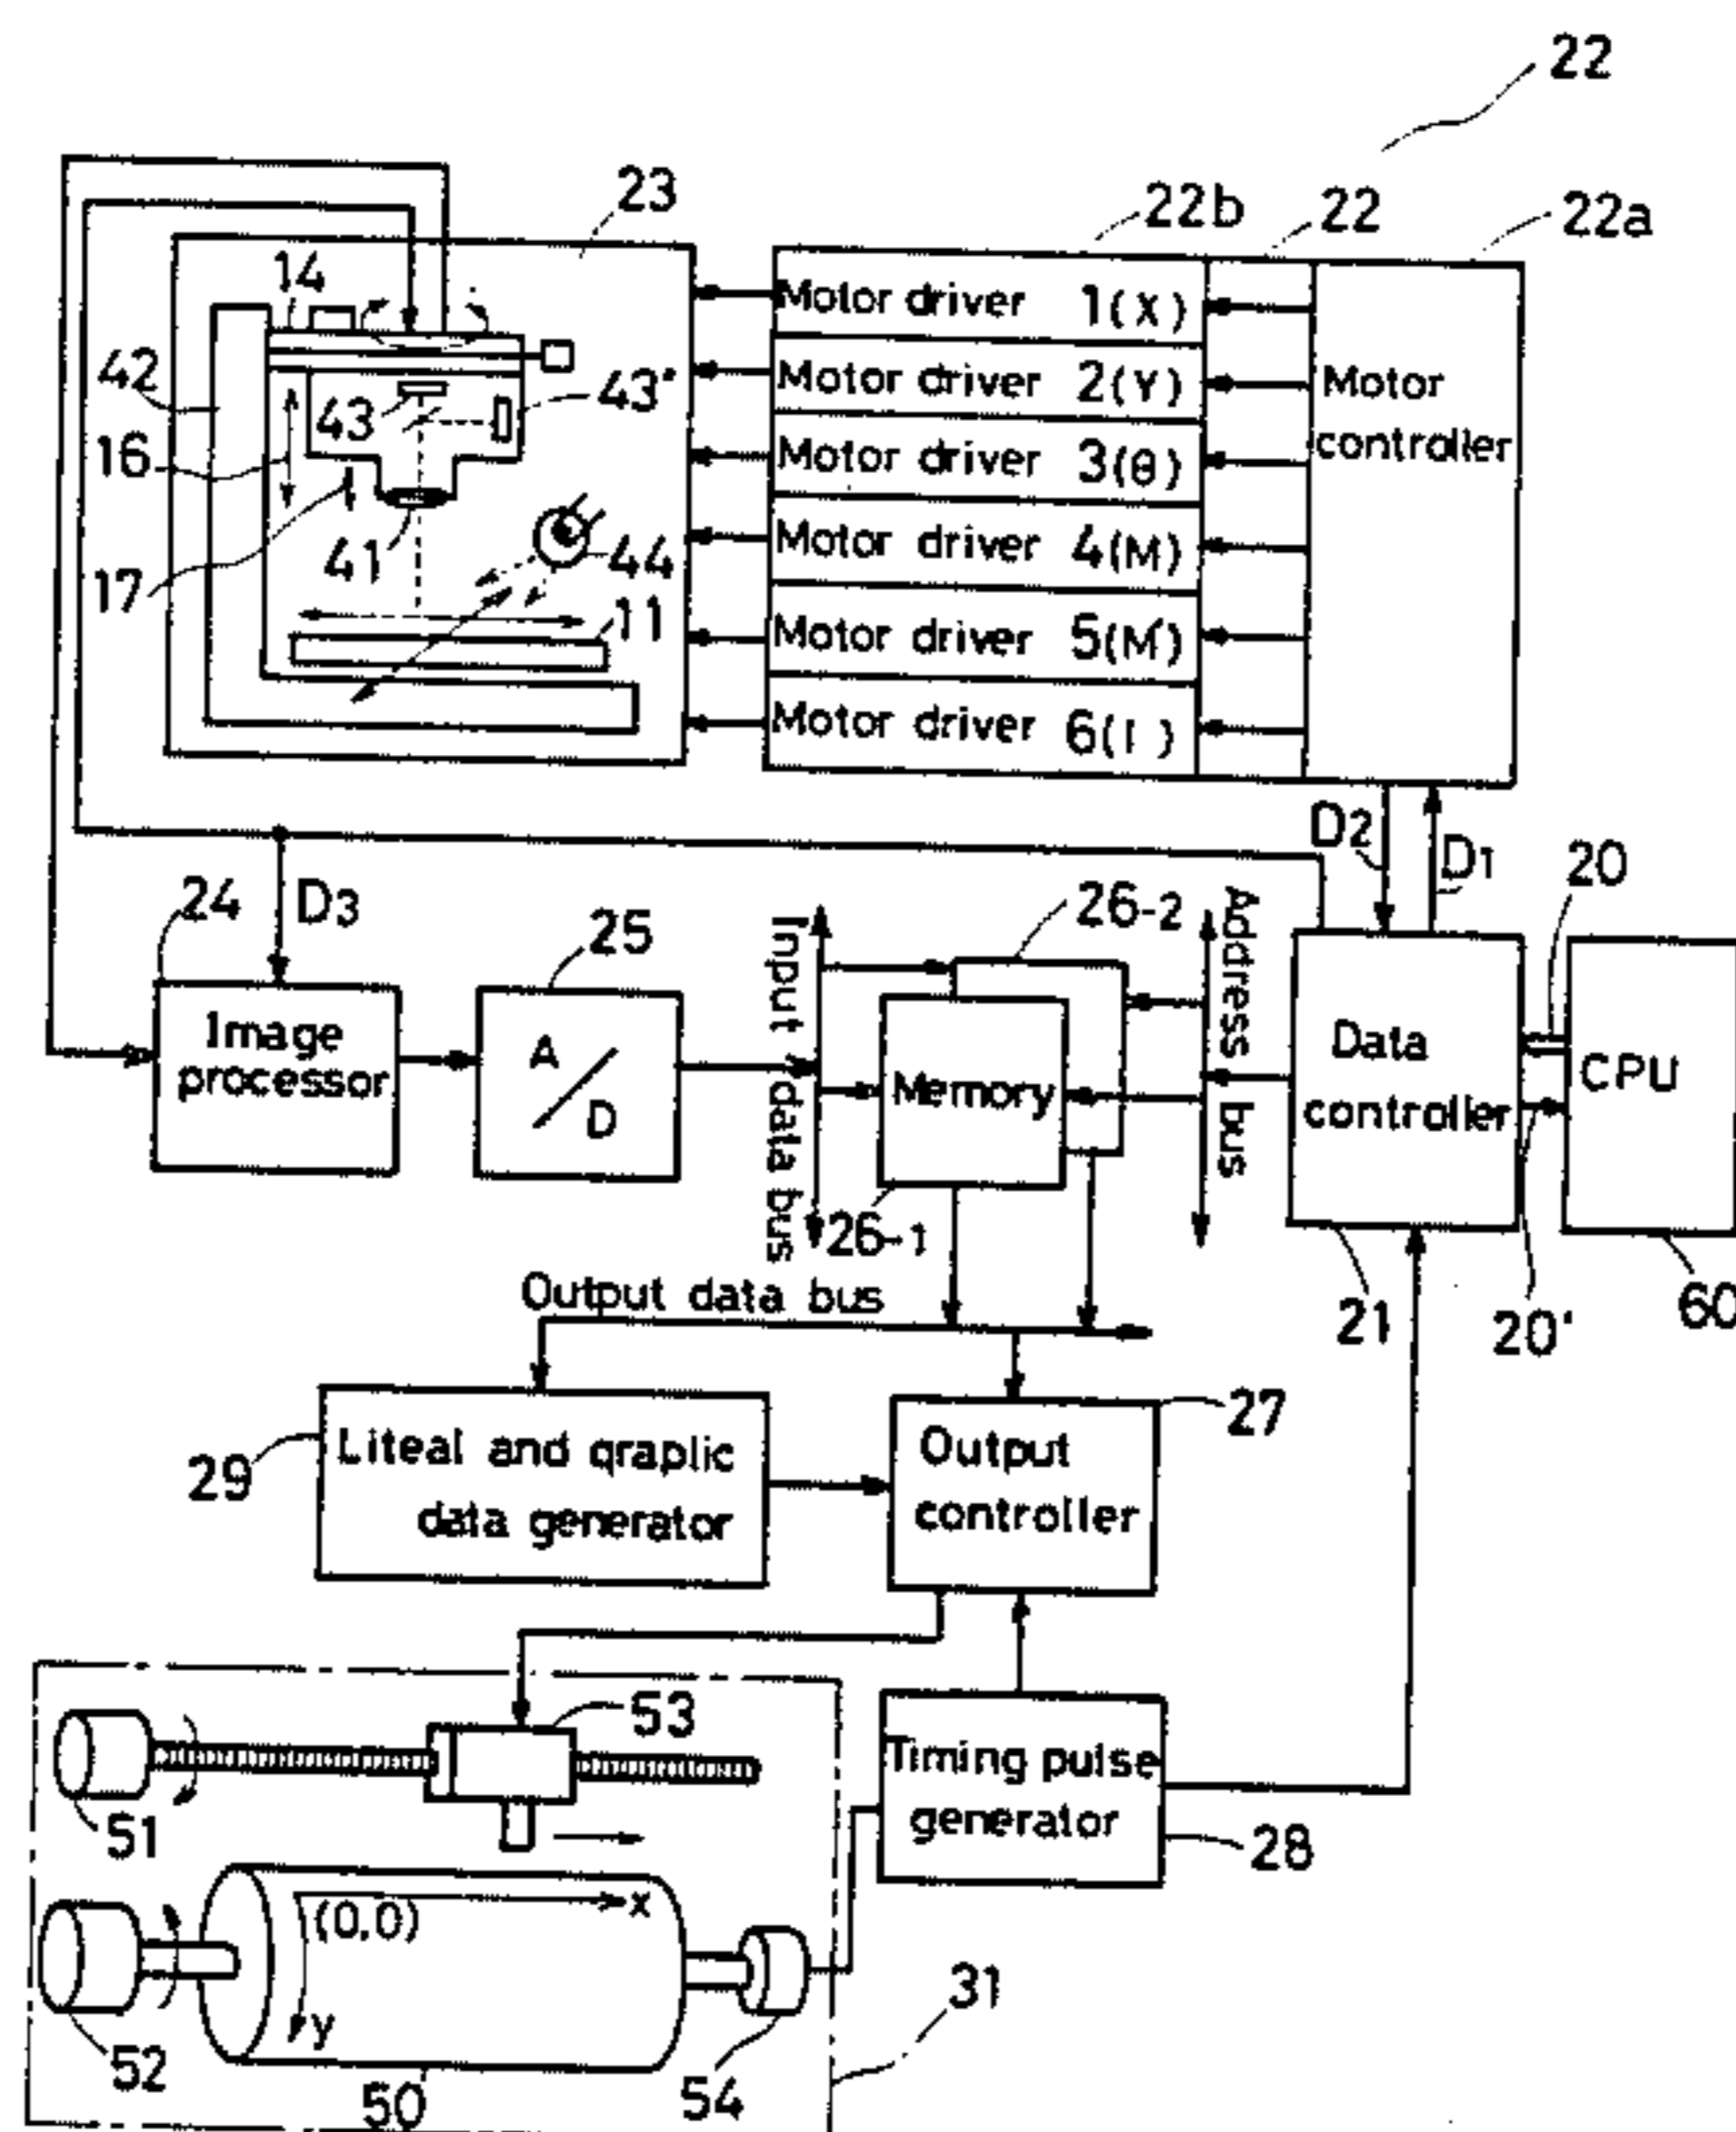 22
23
22b
22
22a
14
42
43
43'
16
17
41
44
11
Motor driver 1(X)
Motor driver 2(Y)
Motor driver 3(θ)
Motor driver 4(M)
Motor driver 5(M')
Motor driver 6(I)
Motor
controller
D2
D1
20
24
D3
25
26-2
Input data bus
Address bus
Image
processor
A/D
Memory
Data
controller
CPU
26-1
21
20'
60
Output data bus
29
Liteal and qraplic
data generator
Output
controller
27
53
51
Timing pulse
generator
28
(0,0)
x
y
52
50
54
31